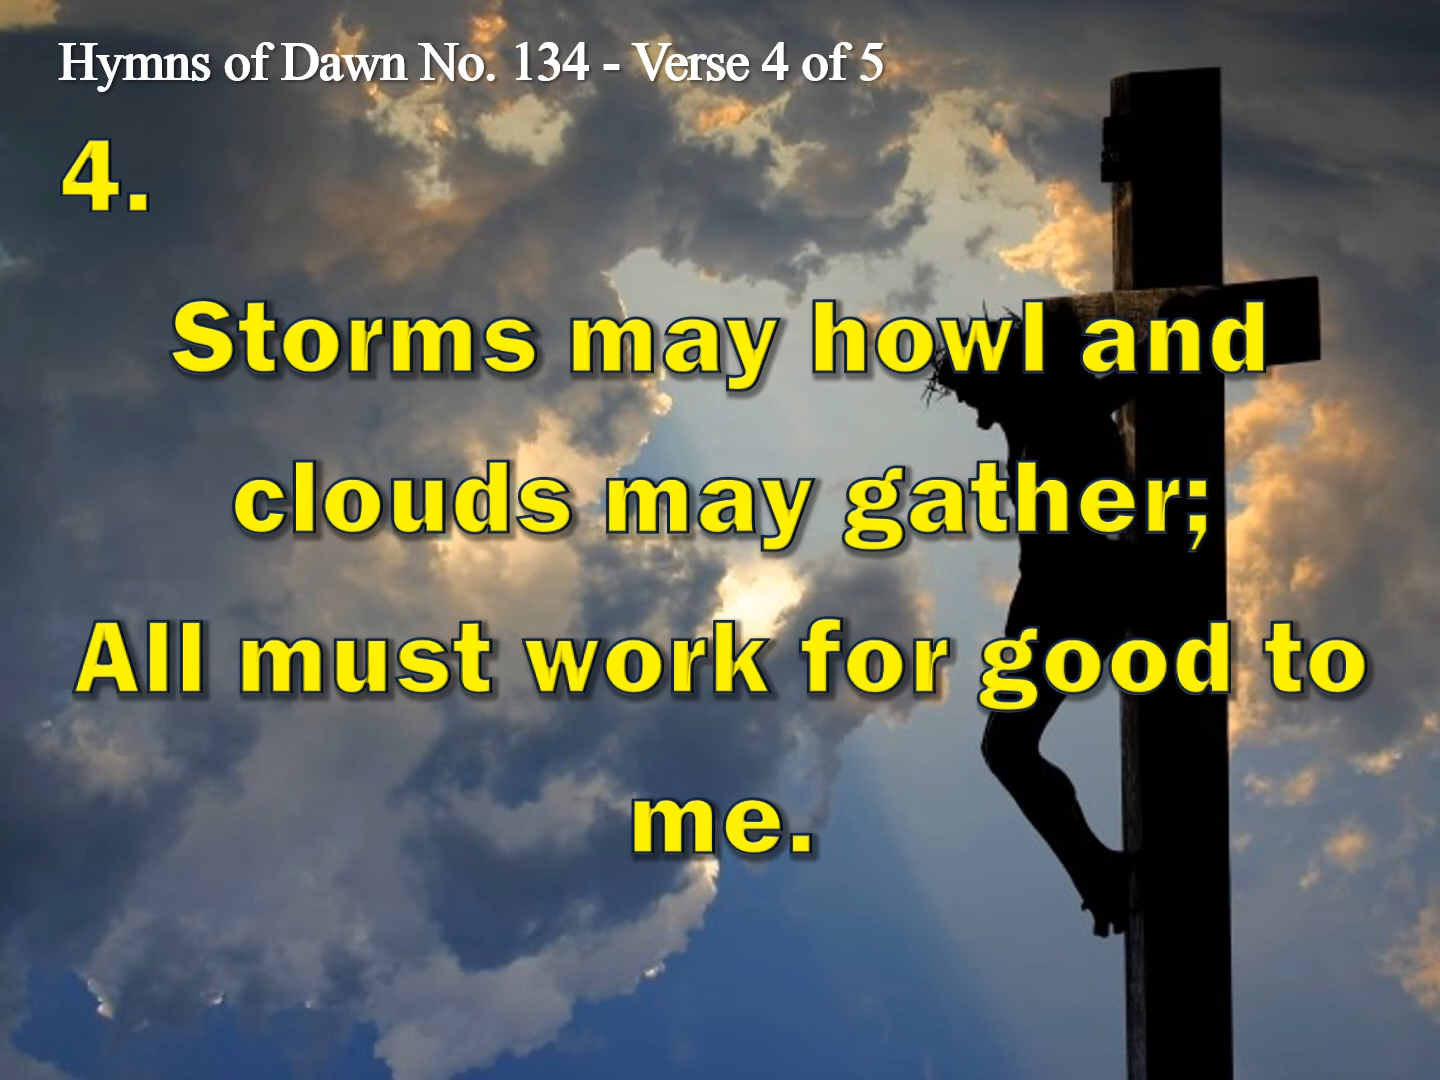 Hymns of Dawn No. 134 - Verse 4 of 5
4.
Storms may howl and
clouds may gather;
All must work for good to
me.